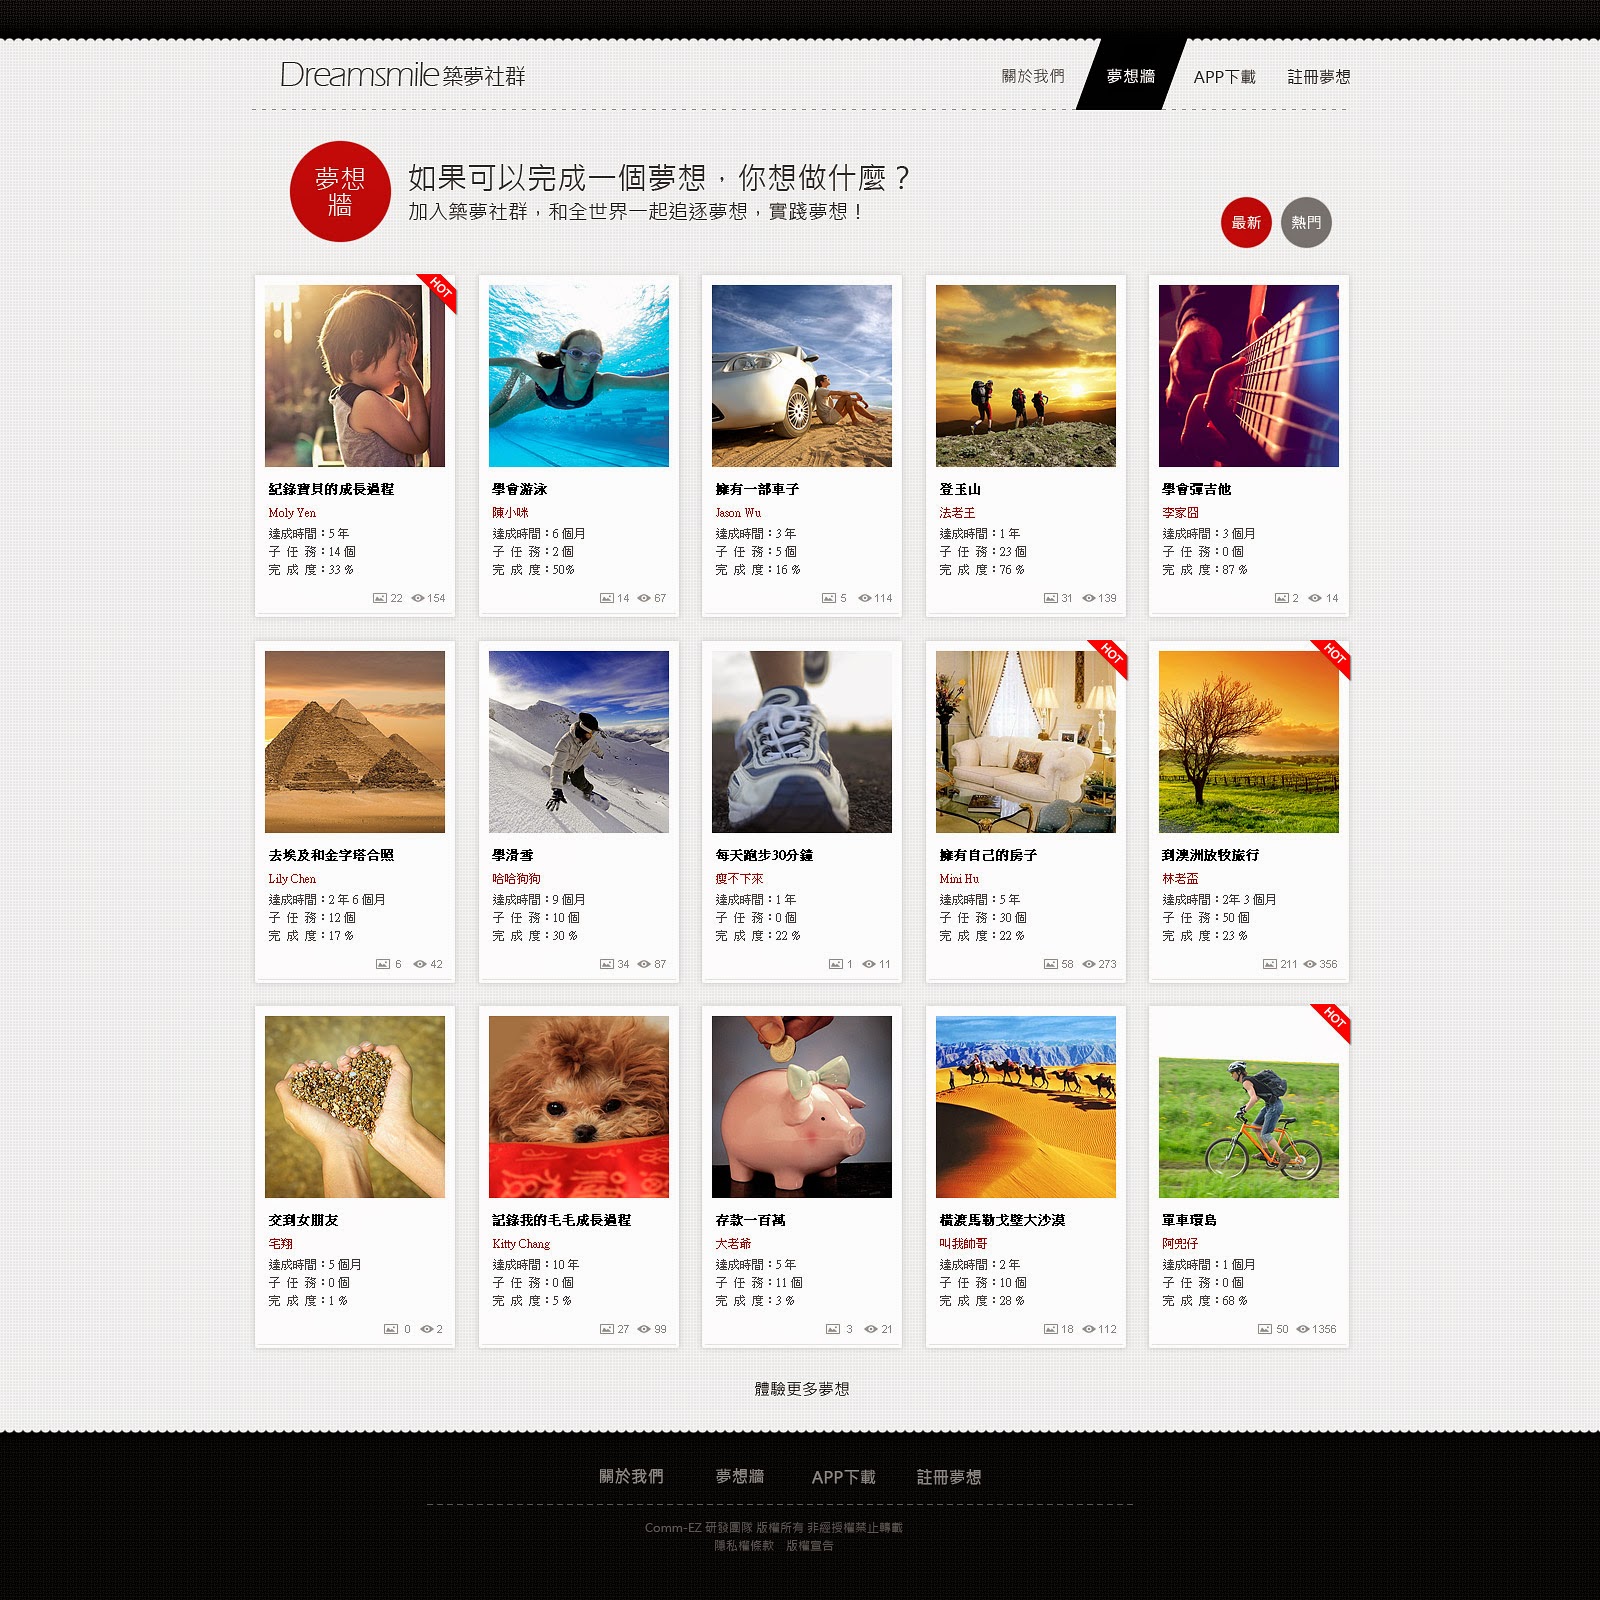 Dreamsmile 築夢社群
關於我們 夢想牆 APP下載 註冊夢想
夢想牆
如果可以完成一個夢想，你想做什麼？
加入築夢社群，和全世界一起追逐夢想，實踐夢想！
最新 熱門
HOT
紀錄寶貝的成長過程
Moly Yen
達成時間：5 年
子 任 務：14 個
完 成 度：33 %
22 154
學會游泳
陳小咪
達成時間：6 個月
子 任 務：2 個
完 成 度：50%
14 67
擁有一部車子
Jason Wu
達成時間：3 年
子 任 務：5 個
完 成 度：16 %
5 114
登玉山
法老王
達成時間：1 年
子 任 務：23 個
完 成 度：76 %
31 139
學會彈吉他
李家囧
達成時間：3 個月
子 任 務：0 個
完 成 度：87 %
2 14
去埃及和金字塔合照
Lily Chen
達成時間：2 年 6 個月
子 任 務：12 個
完 成 度：17 %
6 42
學滑雪
哈哈狗狗
達成時間：9 個月
子 任 務：10 個
完 成 度：30 %
34 87
每天跑步30分鐘
瘦不下來
達成時間：1 年
子 任 務：0 個
完 成 度：22 %
1 11
HOT
擁有自己的房子
Mini Hu
達成時間：5 年
子 任 務：30 個
完 成 度：22 %
58 273
HOT
到澳洲放牧旅行
林老盃
達成時間：2年 3 個月
子 任 務：50 個
完 成 度：23 %
211 356
交到女朋友
宅翔
達成時間：5 個月
子 任 務：0 個
完 成 度：1 %
0 2
記錄我的毛毛成長過程
Kitty Chang
達成時間：10 年
子 任 務：0 個
完 成 度：5 %
27 99
存款一百萬
大老爺
達成時間：5 年
子 任 務：11 個
完 成 度：3 %
3 21
橫渡馬勒戈壁大沙漠
叫我帥哥
達成時間：2 年
子 任 務：10 個
完 成 度：28 %
18 112
HOT
單車環島
阿兜仔
達成時間：1 個月
子 任 務：0 個
完 成 度：68 %
50 1356
體驗更多夢想
關於我們 夢想牆 APP下載 註冊夢想
Comm-EZ 研發團隊 版權所有 非經授權禁止轉載
隱私權條款 版權宣告